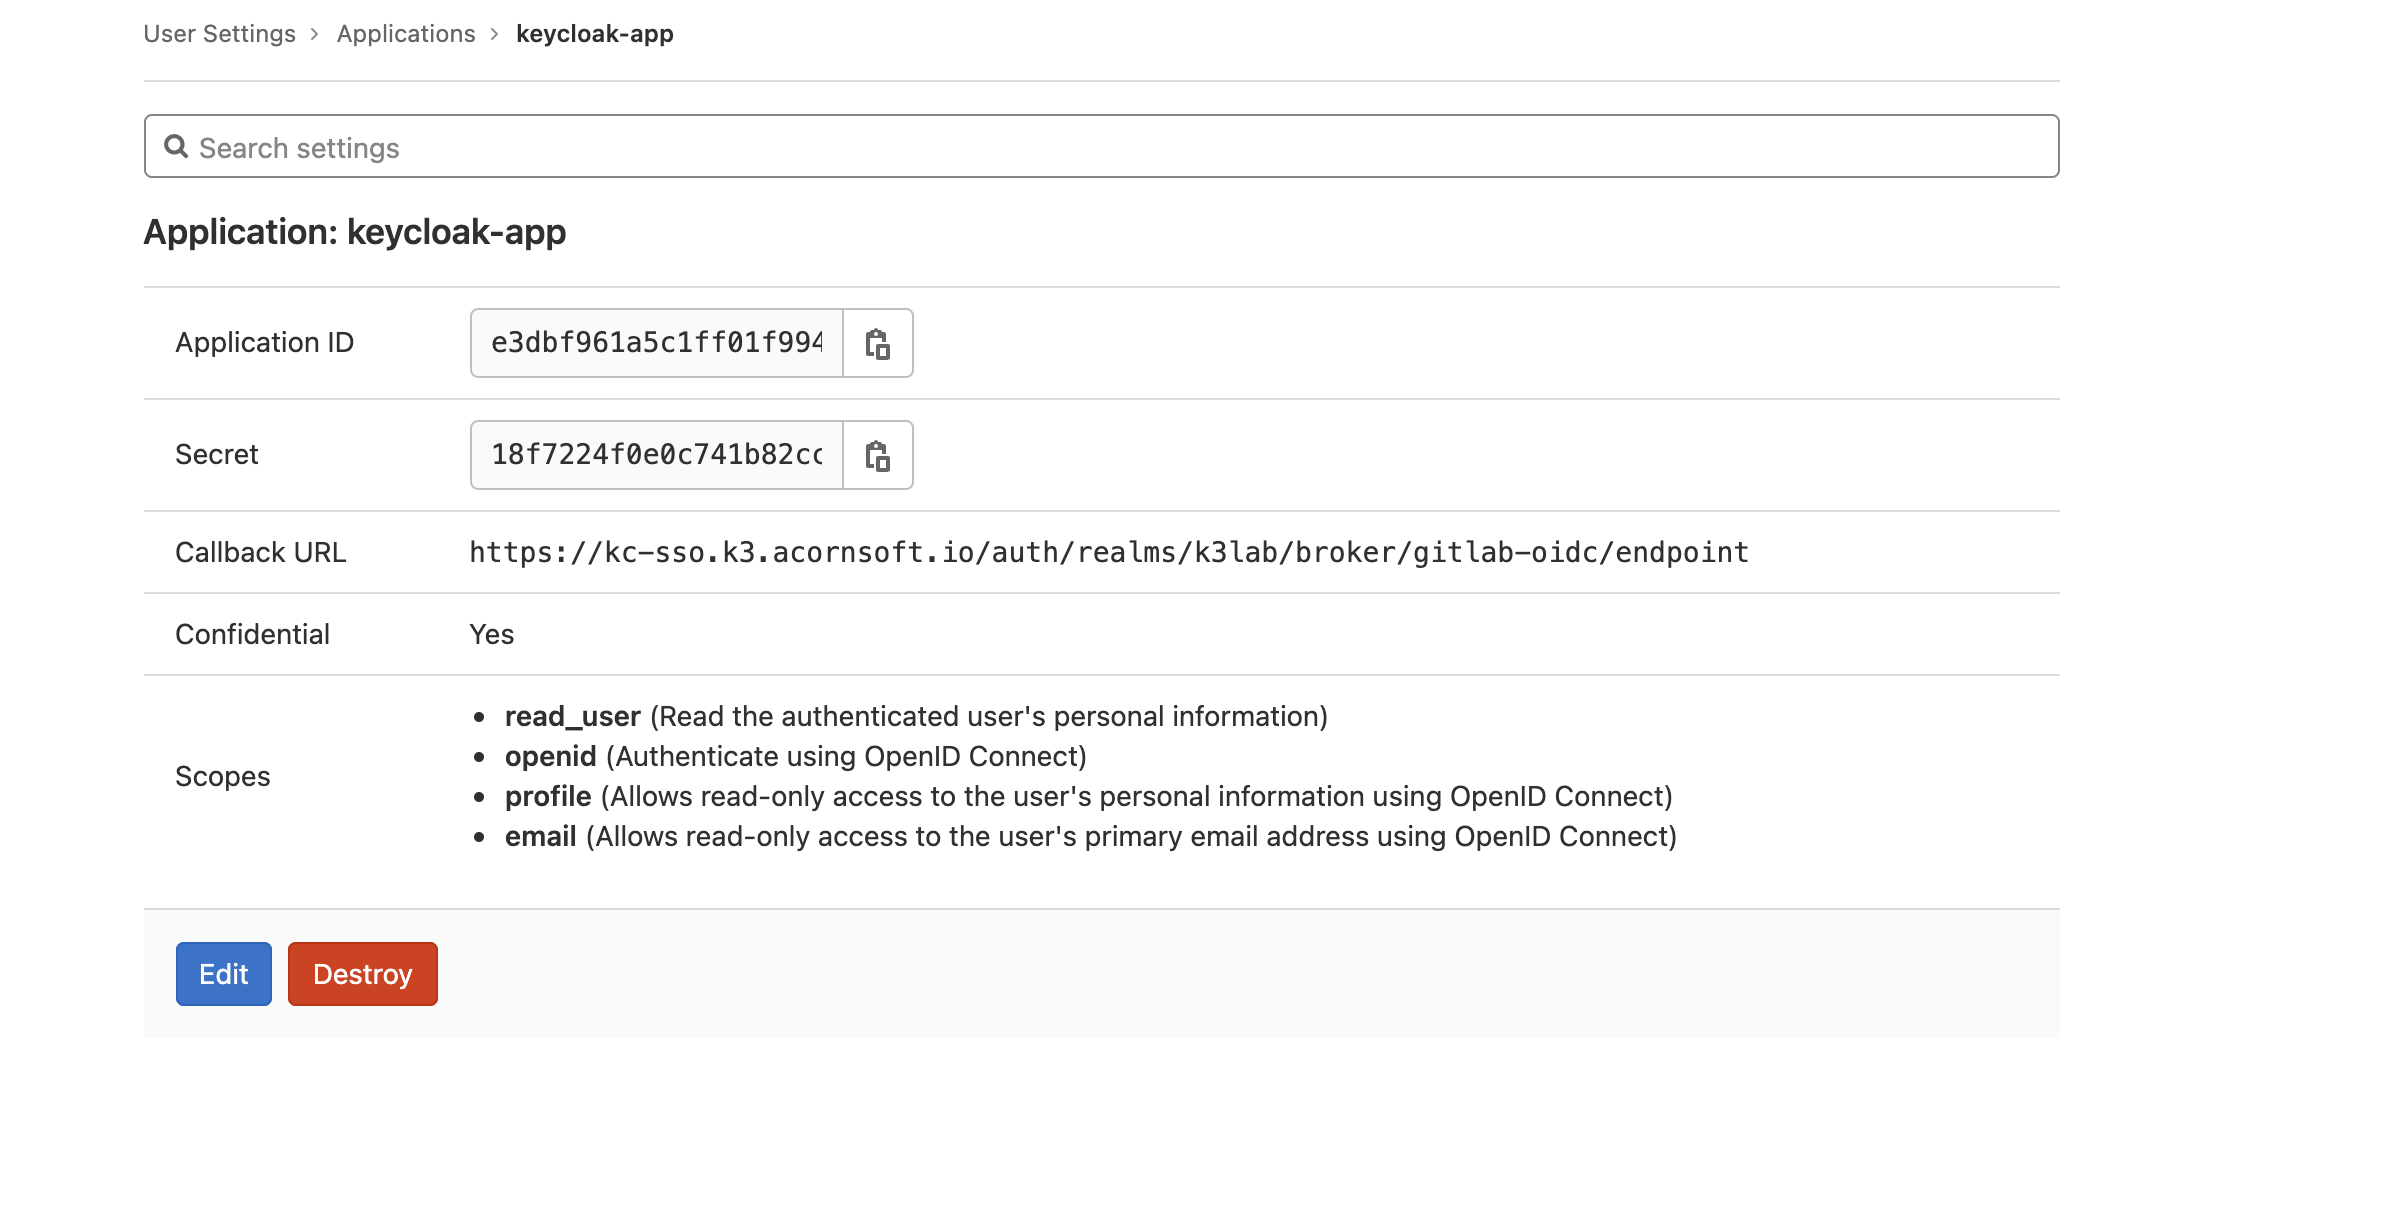 User Settings > Applications > keycloak-app
Search settings
Application: keycloak-app
Application ID e3dbf961a5c1ff01f994
Secret 18f7224f0e0c741b82cc
Callback URL https://kc-sso.k3.acornsoft.io/auth/realms/k3lab/broker/gitlab-oidc/endpoint
Confidential Yes
Scopes
• read_user (Read the authenticated user's personal information)
• openid (Authenticate using OpenID Connect)
• profile (Allows read-only access to the user's personal information using OpenID Connect)
• email (Allows read-only access to the user's primary email address using OpenID Connect)
Edit Destroy